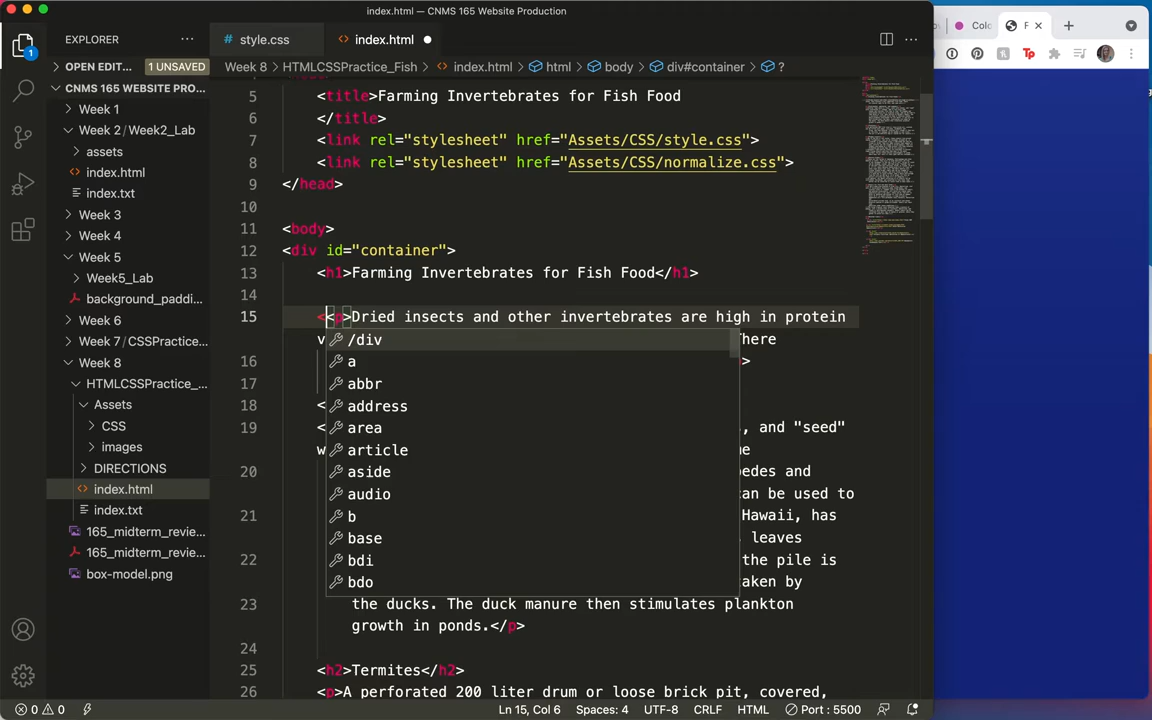 index.html — CNMS 165 Website Production
EXPLORER
style.css
index.html
OPEN EDIT...
1 UNSAVED
CNMS 165 WEBSITE PRO...
Week 1
Week 2 / Week2_Lab
assets
index.html
index.txt
Week 3
Week 4
Week 5
Week5_Lab
background_paddi...
Week 6
Week 7 / CSSPractice...
Week 8
HTMLCSSPractice_...
Assets
CSS
images
DIRECTIONS
index.html
index.txt
165_midterm_revie...
165_midterm_revie...
box-model.png
Week 8 > HTMLCSSPractice_Fish > index.html > html > body > div#container > ?
5 <title>Farming Invertebrates for Fish Food
6 </title>
7 <link rel="stylesheet" href="Assets/CSS/style.css">
8 <link rel="stylesheet" href="Assets/CSS/normalize.css">
9 </head>
10
11 <body>
12 <div id="container">
13 <h1>Farming Invertebrates for Fish Food</h1>
14
15 <<p>Dried insects and other invertebrates are high in protein
v /div There
16 a >
17 abbr
18 < address
19 < area , and "seed"
w article me
20 aside pedes and
audio can be used to
21 b Hawaii, has
base leaves
22 bdi the pile is
bdo taken by
23 the ducks. The duck manure then stimulates plankton
growth in ponds.</p>
24
25 <h2>Termites</h2>
26 <p>A perforated 200 liter drum or loose brick pit, covered,
0 0
Ln 15, Col 6
Spaces: 4
UTF-8
CRLF
HTML
Port : 5500
Colo
F
1